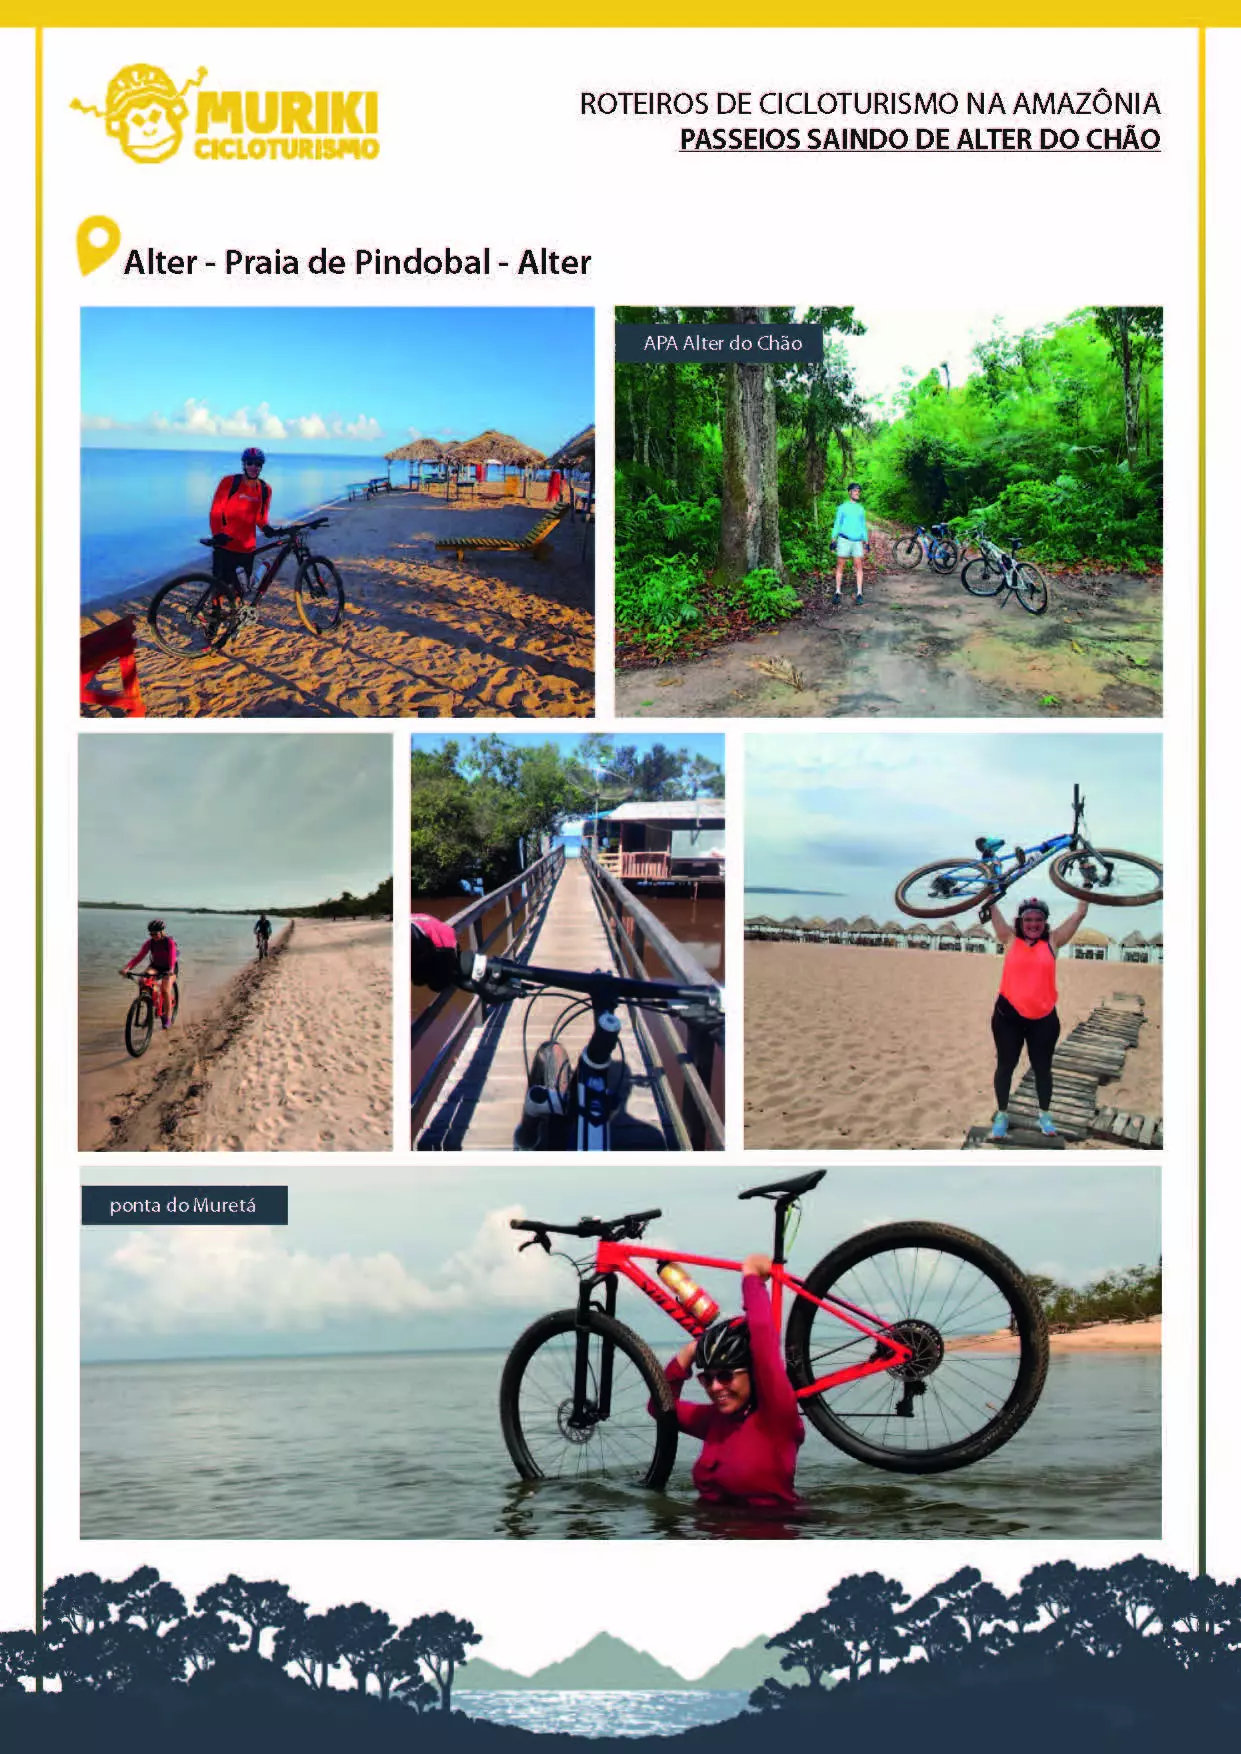 MURIKI
CICLOTURISMO
ROTEIROS DE CICLOTURISMO NA AMAZÔNIA
PASSEIOS SAINDO DE ALTER DO CHÃO
Alter - Praia de Pindobal - Alter
APA Alter do Chão
ponta do Muretá